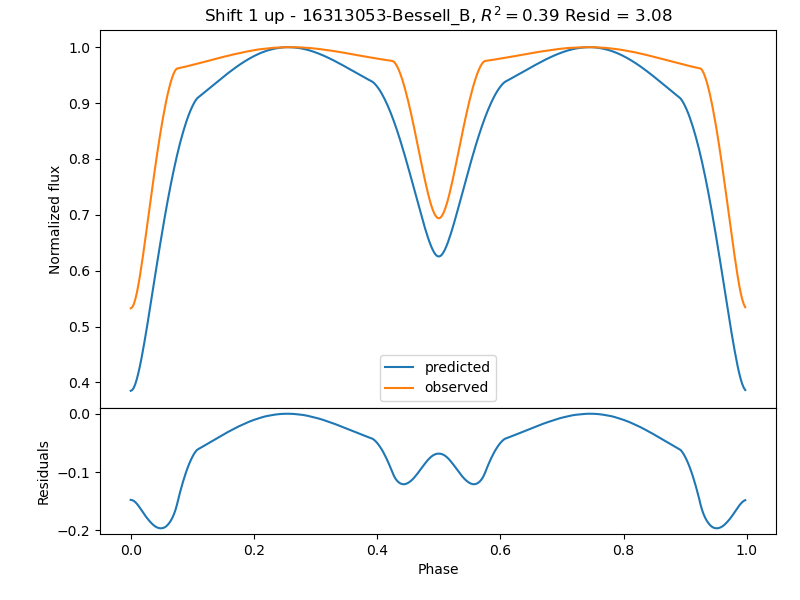 Shift 1 up - 16313053-Bessell_B, $R^2 = 0.39$ Resid = 3.08
Normalized flux
1.0
0.9
0.8
0.7
0.6
0.5
0.4
predicted
observed
Residuals
0.0
−0.1
−0.2
0.0 0.2 0.4 0.6 0.8 1.0
Phase